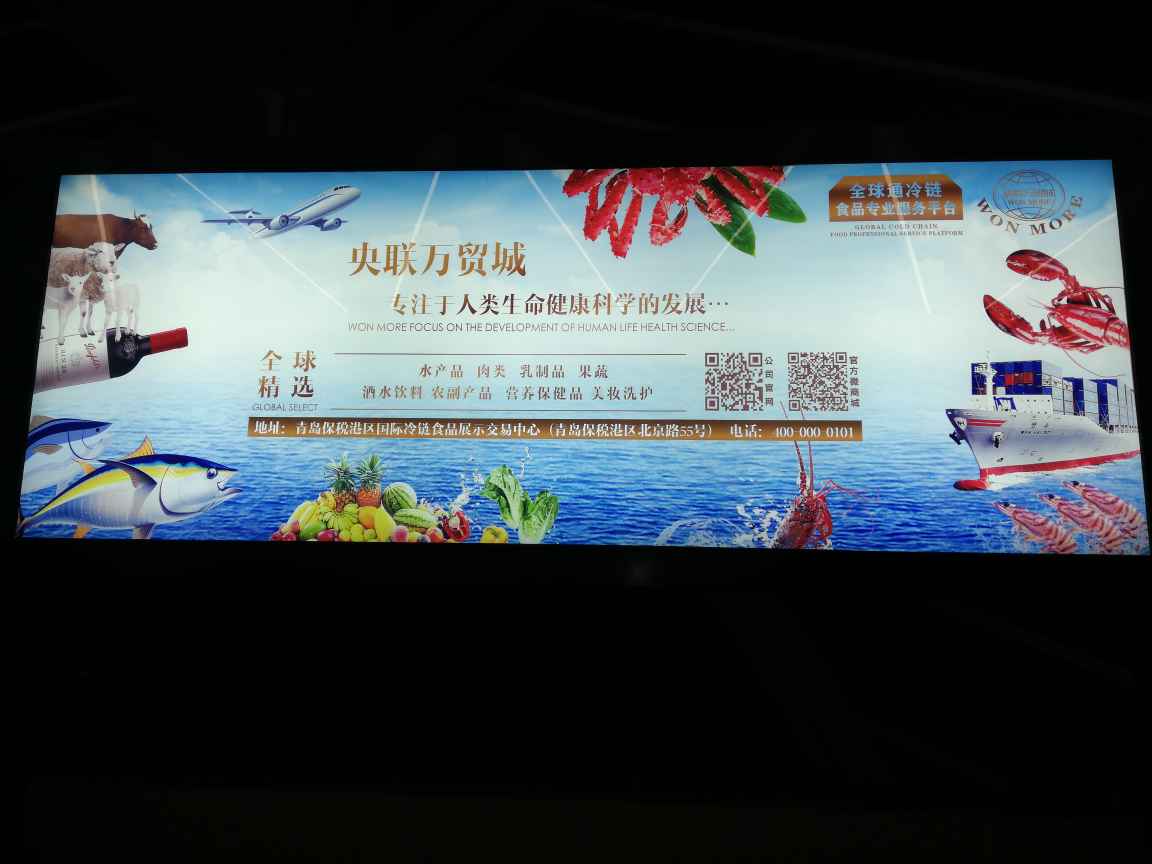 全球通冷链
食品专业服务平台
GLOBAL COLD CHAIN
FOOD PROFESSIONAL SERVICE PLATFORM
WON MORE
WON MORE
央联万贸城
专注于人类生命健康科学的发展···
WON MORE FOCUS ON THE DEVELOPMENT OF HUMAN LIFE HEALTH SCIENCE...
全球
精选
GLOBAL SELECT
水产品 肉类 乳制品 果蔬
酒水饮料 农副产品 营养保健品 美妆洗护
公司官网
官方微商城
地址：青岛保税港区国际冷链食品展示交易中心（青岛保税港区北京路55号） 电话：400-000-0101
Penfolds